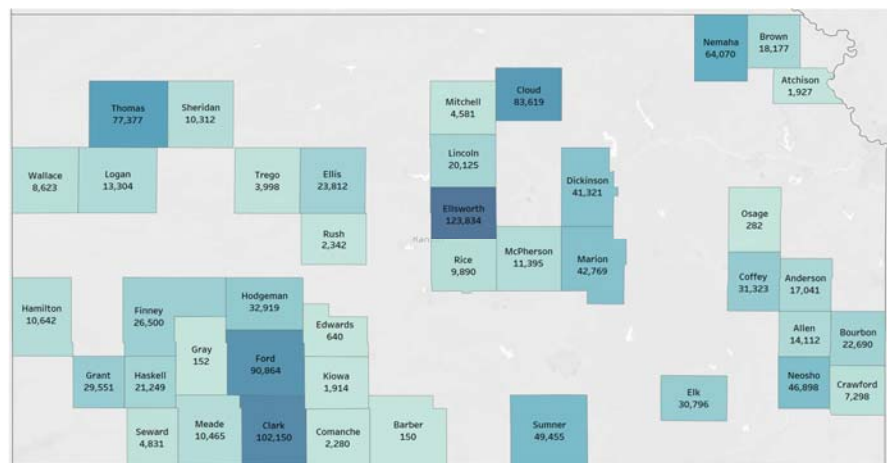 Nemaha
64,070
Brown
18,177
Atchison
1,927
Thomas
77,377
Sheridan
10,312
Mitchell
4,581
Cloud
83,619
Wallace
8,623
Logan
13,304
Trego
3,998
Ellis
23,812
Lincoln
20,125
Dickinson
41,321
Ellsworth
123,834
Osage
282
Rush
2,342
Rice
9,890
McPherson
11,395
Marion
42,769
Coffey
31,323
Anderson
17,041
Hamilton
10,642
Finney
26,500
Hodgeman
32,919
Edwards
640
Allen
14,112
Bourbon
22,690
Gray
152
Ford
90,864
Grant
29,551
Haskell
21,249
Kiowa
1,914
Elk
30,796
Neosho
46,898
Crawford
7,298
Seward
4,831
Meade
10,465
Clark
102,150
Comanche
2,280
Barber
150
Sumner
49,455